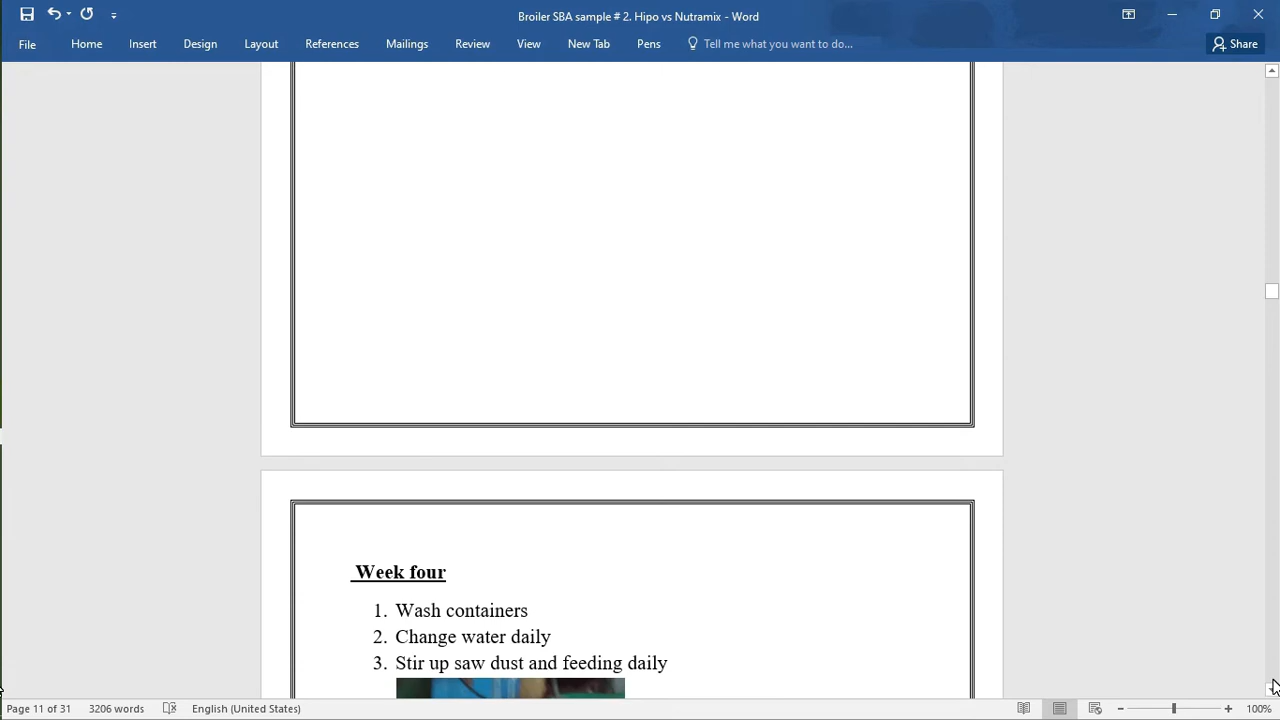 Broiler SBA sample # 2. Hipo vs Nutramix - Word
File Home Insert Design Layout References Mailings Review View New Tab Pens Tell me what you want to do... Share
Week four
1. Wash containers
2. Change water daily
3. Stir up saw dust and feeding daily
Page 11 of 31 3206 words English (United States) 100%